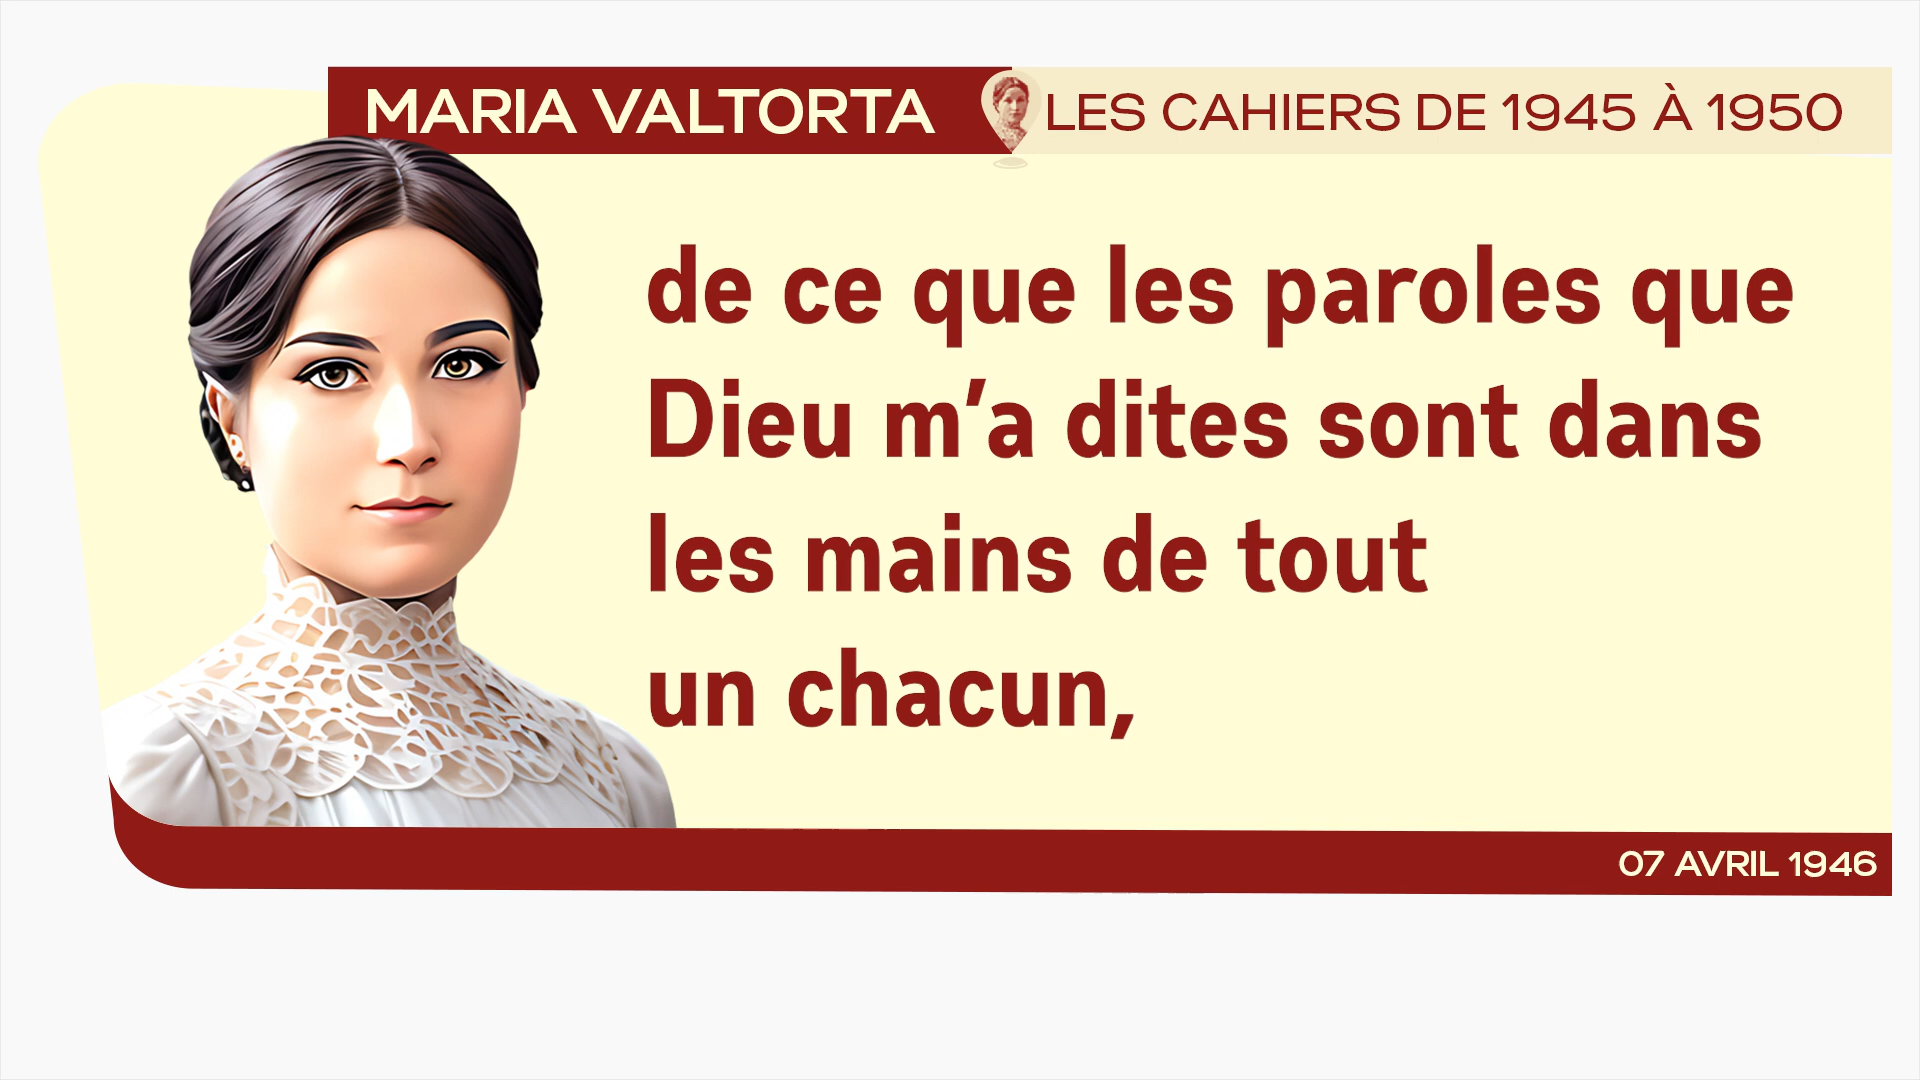 MARIA VALTORTA
LES CAHIERS DE 1945 À 1950
de ce que les paroles que
Dieu m’a dites sont dans
les mains de tout
un chacun,
07 AVRIL 1946